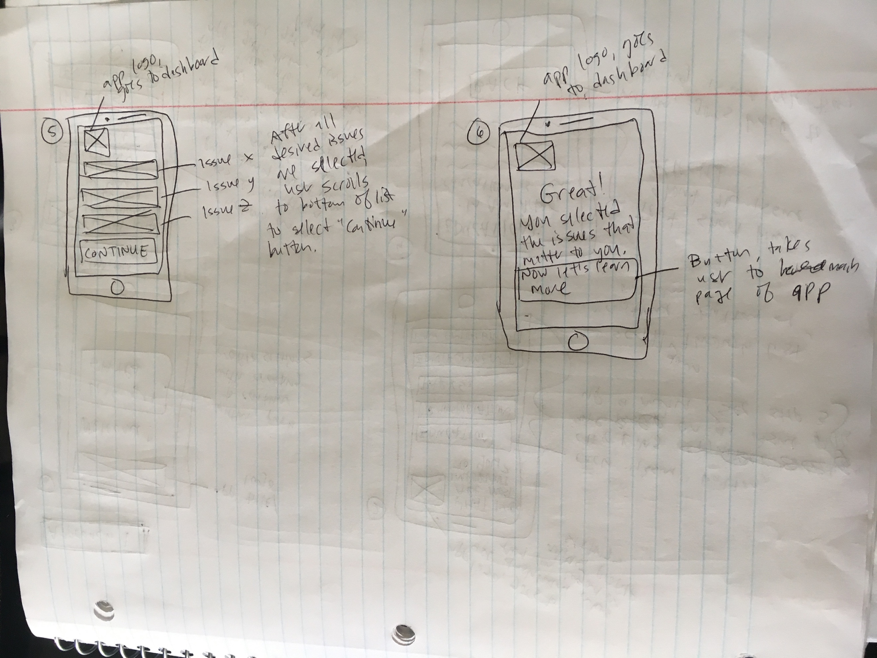 app logo,
goes to dashboard
5
Issue x
Issue y
Issue z
After all
desired issues
are selected
user scrolls
to bottom of list
to select "continue"
button.
CONTINUE
app logo, goes
to dashboard
6
Great!
you selected
the issues that
matter to you.
Now let's learn
more
Button, takes
user to
page of app